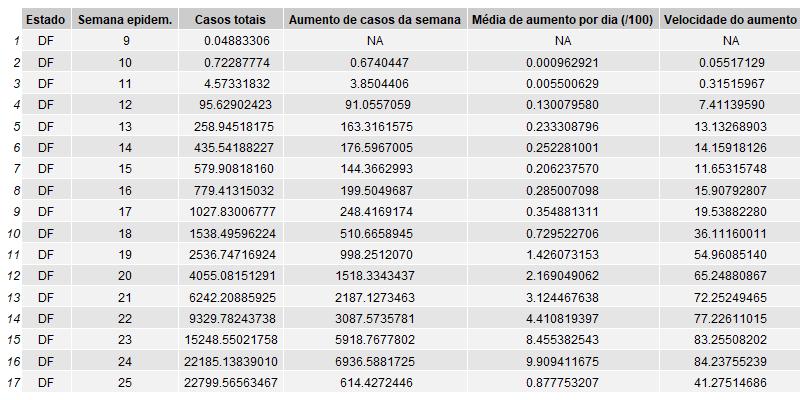 Estado Semana epidem. Casos totais Aumento de casos da semana Média de aumento por dia (/100) Velocidade do aumento
1 DF 9 0.04883306 NA NA NA
2 DF 10 0.72287774 0.6740447 0.000962921 0.05517129
3 DF 11 4.57331832 3.8504406 0.005500629 0.31515967
4 DF 12 95.62902423 91.0557059 0.130079580 7.41139590
5 DF 13 258.94518175 163.3161575 0.233308796 13.13268903
6 DF 14 435.54188227 176.5967005 0.252281001 14.15918126
7 DF 15 579.90818160 144.3662993 0.206237570 11.65315748
8 DF 16 779.41315032 199.5049687 0.285007098 15.90792807
9 DF 17 1027.83006777 248.4169174 0.354881311 19.53882280
10 DF 18 1538.49596224 510.6658945 0.729522706 36.11160011
11 DF 19 2536.74716924 998.2512070 1.426073153 54.96085140
12 DF 20 4055.08151291 1518.3343437 2.169049062 65.24880867
13 DF 21 6242.20885925 2187.1273463 3.124467638 72.25249465
14 DF 22 9329.78243738 3087.5735781 4.410819397 77.22611015
15 DF 23 15248.55021758 5918.7677802 8.455382543 83.25508202
16 DF 24 22185.13839010 6936.5881725 9.909411675 84.23755239
17 DF 25 22799.56563467 614.4272446 0.877753207 41.27514686